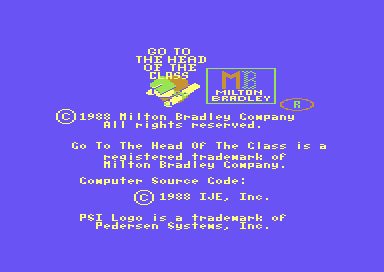 GO TO
THE HEAD
OF THE
CLASS
MB
MILTON
BRADLEY
®
©1988 Milton Bradley Company
All rights reserved.
Go To The Head Of The Class is a
registered trademark of
Milton Bradley Company.
Computer Source Code:
© 1988 IJE, Inc.
PSI Logo is a trademark of
Pedersen Systems, Inc.